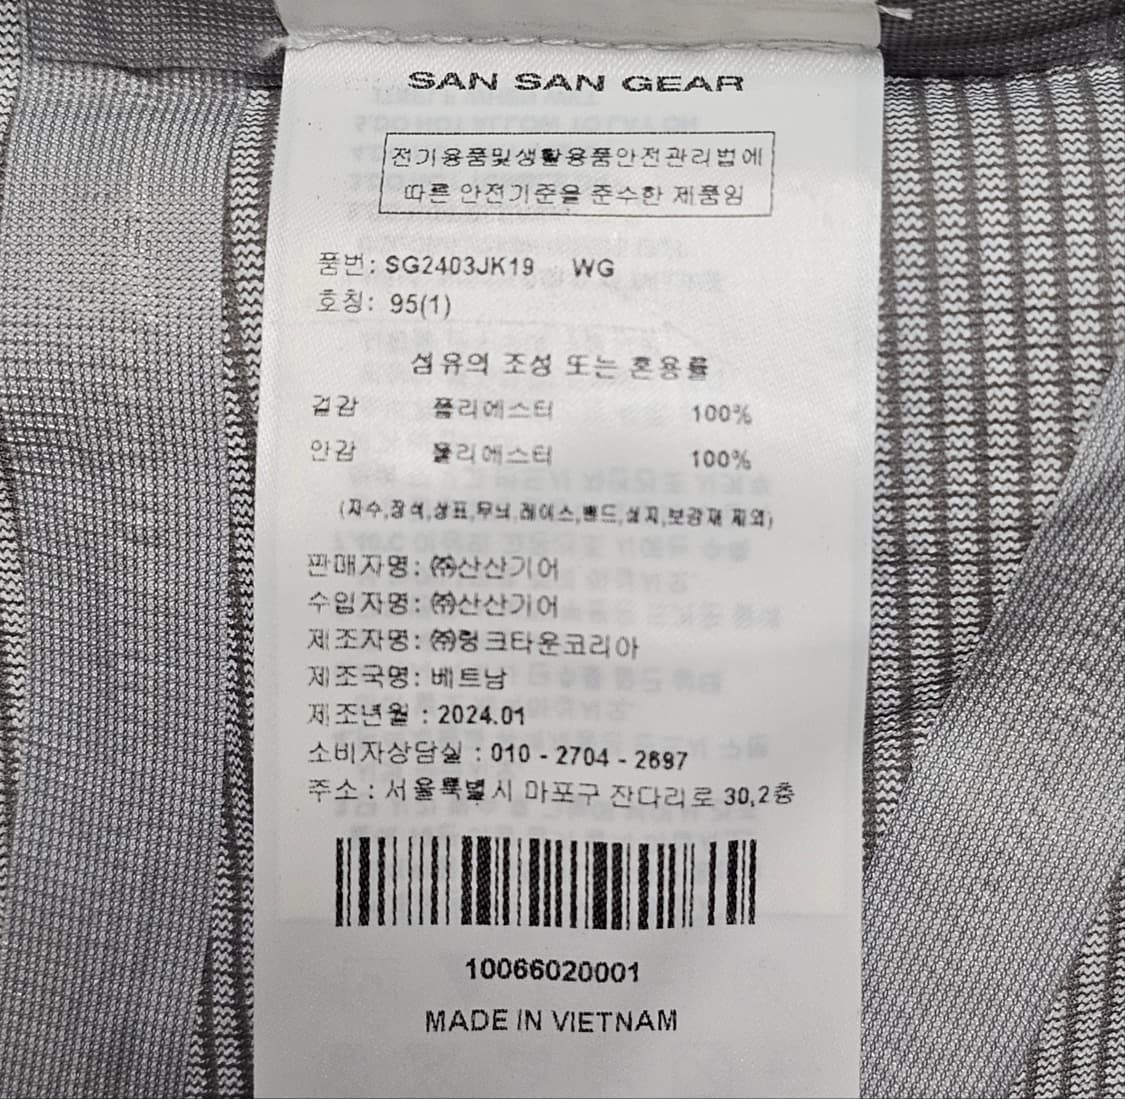 SAN SAN GEAR
전기용품및생활용품안전관리법에
따른 안전기준을 준수한 제품임
품번: SG2403JK19 WG
호칭: 95(1)
섬유의 조성 또는 혼용률
겉감 폴리에스터 100%
안감 폴리에스터 100%
(자수,장식,상표,무늬,레이스,밴드,심지,보강재 제외)
판매자명: ㈜산산기어
수입자명: ㈜산산기어
제조자명: ㈜링크타운코리아
제조국명: 베트남
제조년월 : 2024.01
소비자상담실 : 010 - 2704 - 2697
주소 : 서울특별시 마포구 잔다리로 30,2층
10066020001
MADE IN VIETNAM